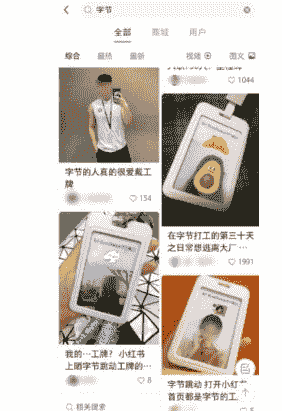 字节
全部
商城
用户
综合
最热
最新
视频
图文
1044
字节的人真的很爱戴工
牌
154
在字节打工的第三十天
之日常想逃离大厂 …
1991
我的…工牌? 小红书
上晒字节跳动工牌的…
8
字节跳动 打开小红书
首页都是字节的工
相关搜索